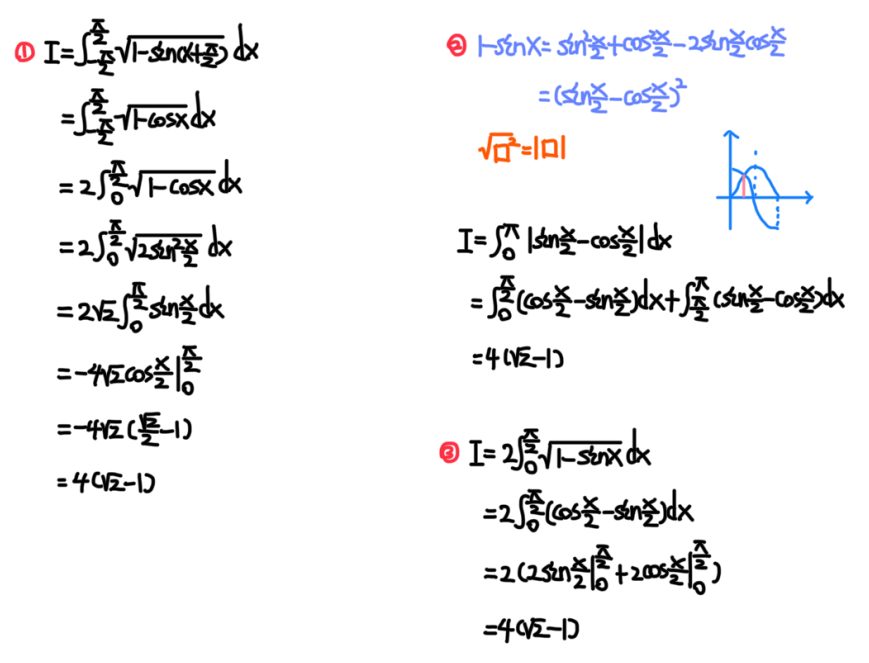 ① I=∫_{-π/2}^{π/2} √(1-sin(x+π/2)) dx
=∫_{-π/2}^{π/2} √(1-cosx) dx
=2∫_0^{π/2} √(1-cosx) dx
=2∫_0^{π/2} √(2sin²x/2) dx
=2√2∫_0^{π/2} sin x/2 dx
=-4√2cos x/2 |_0^{π/2}
=-4√2(√2/2-1)
=4(√2-1)
② 1-sinx=sin²x/2+cos²x/2-2sin x/2 cos x/2
=(sin x/2-cos x/2)²
√□²=|□|
I=∫_0^π |sin x/2-cos x/2| dx
=∫_0^{π/2} (cos x/2-sin x/2)dx+∫_{π/2}^π (sin x/2-cos x/2)dx
=4(√2-1)
③ I=2∫_0^{π/2} √(1-sinx) dx
=2∫_0^{π/2} (cos x/2-sin x/2)dx
=2(2sin x/2 |_0^{π/2} +2cos x/2 |_0^{π/2})
=4(√2-1)